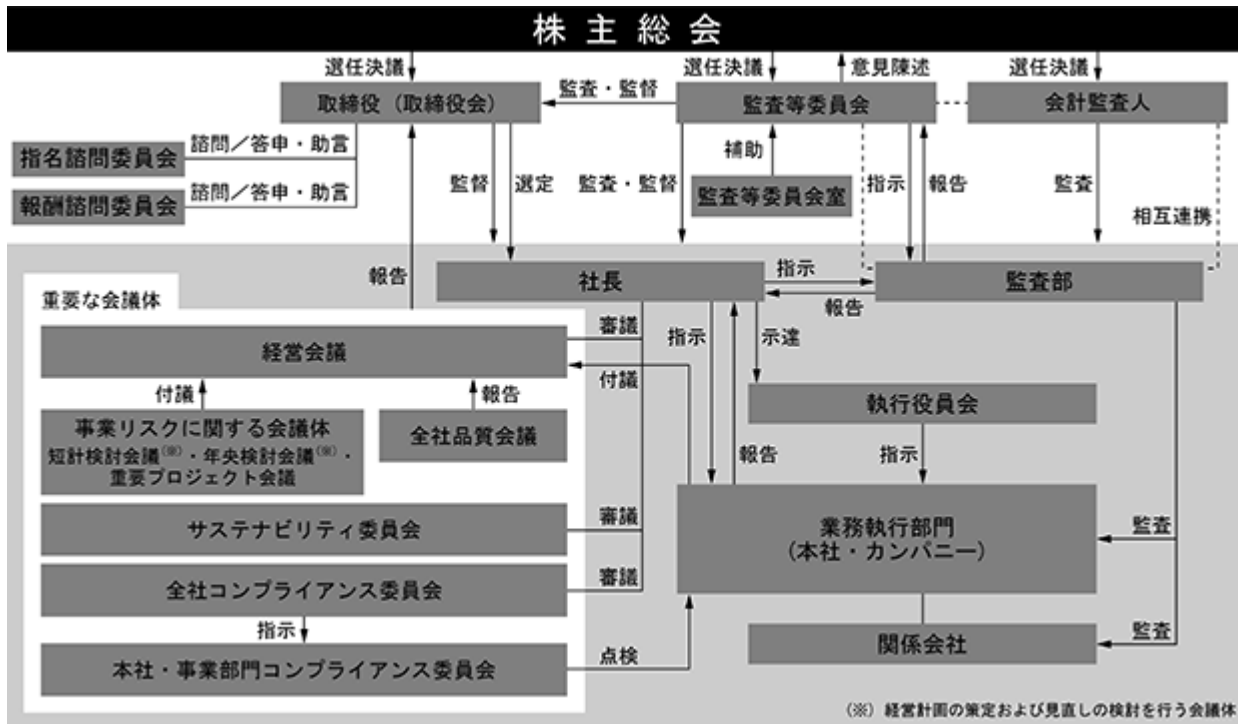 株主総会
選任決議
選任決議
意見陳述
選任決議
取締役（取締役会）
監査・監督
監査等委員会
会計監査人
指名諮問委員会
諮問／答申・助言
報酬諮問委員会
諮問／答申・助言
監督
選定
監査・監督
補助
監査等委員会室
指示
報告
監査
相互連携
報告
社長
指示
報告
監査部
重要な会議体
経営会議
審議
付議
指示
示達
付議
報告
事業リスクに関する会議体
短計検討会議（※）・年央検討会議（※）・
重要プロジェクト会議
全社品質会議
執行役員会
報告
指示
サステナビリティ委員会
審議
業務執行部門
（本社・カンパニー）
監査
全社コンプライアンス委員会
審議
指示
本社・事業部門コンプライアンス委員会
点検
関係会社
監査
（※）経営計画の策定および見直しの検討を行う会議体